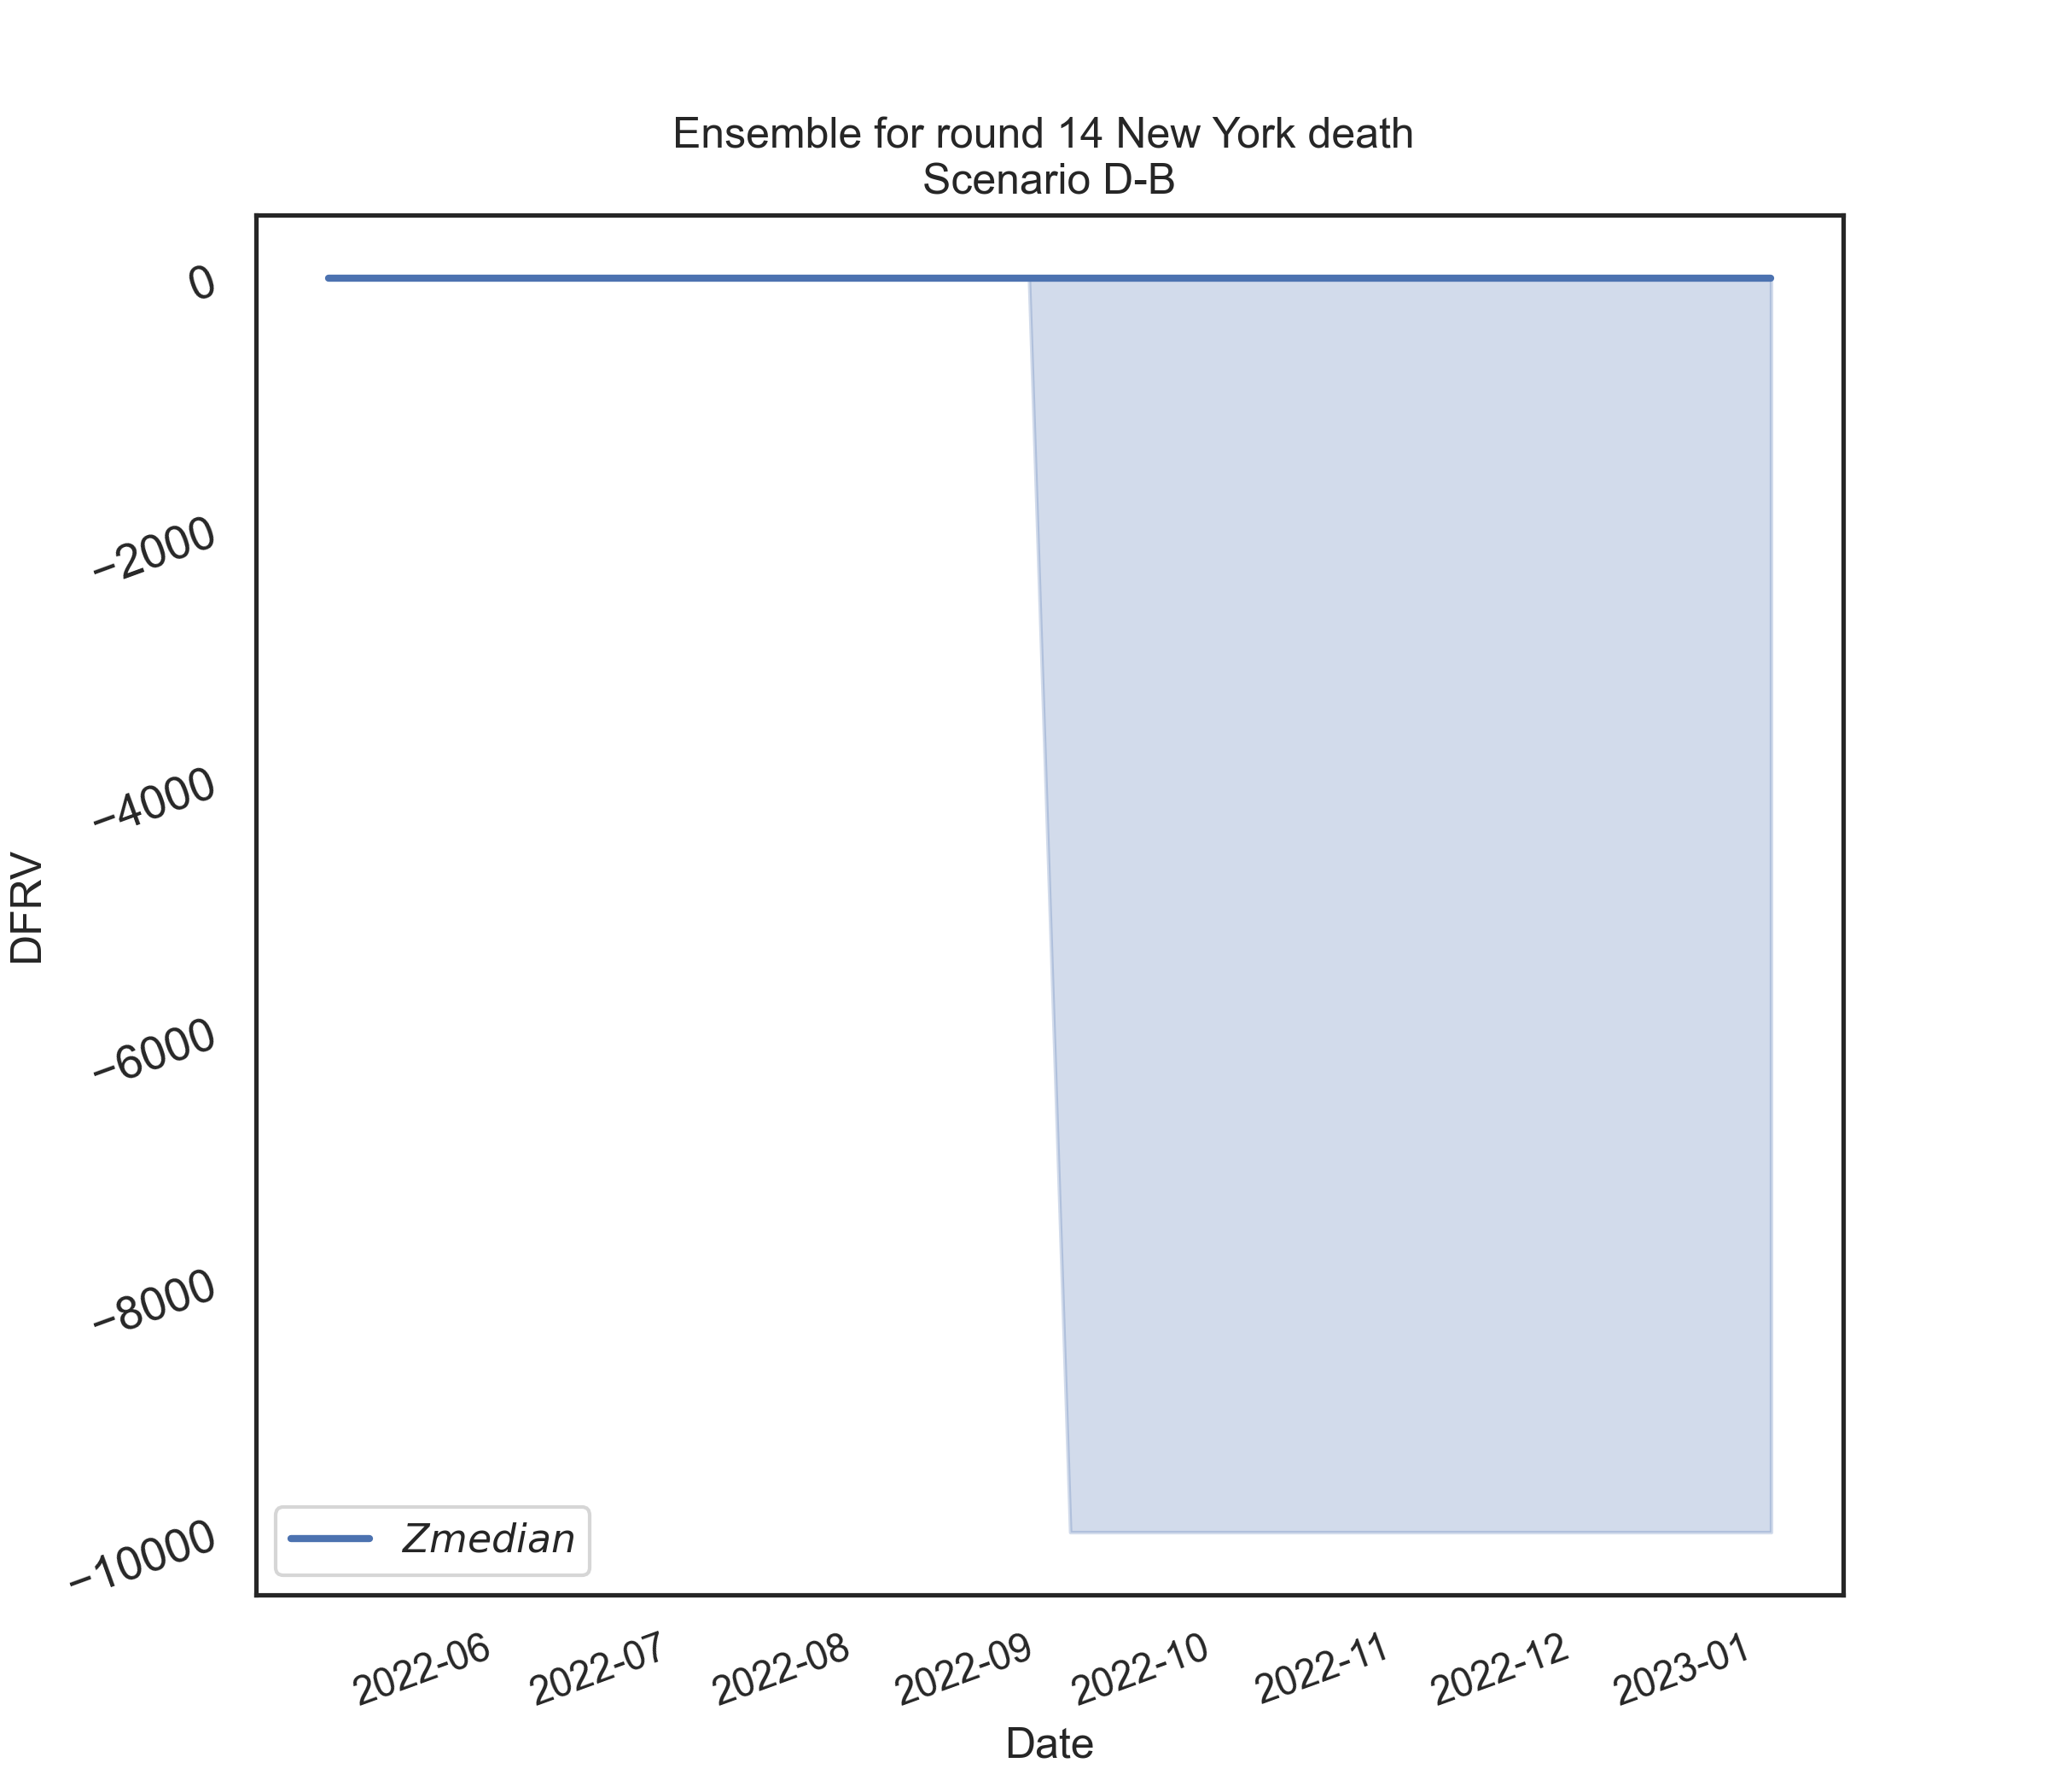 Ensemble for round 14 New York death
Scenario D-B
DFRV
0
−2000
−4000
−6000
−8000
−10000
Zmedian
2022-06
2022-07
2022-08
2022-09
2022-10
2022-11
2022-12
2023-01
Date